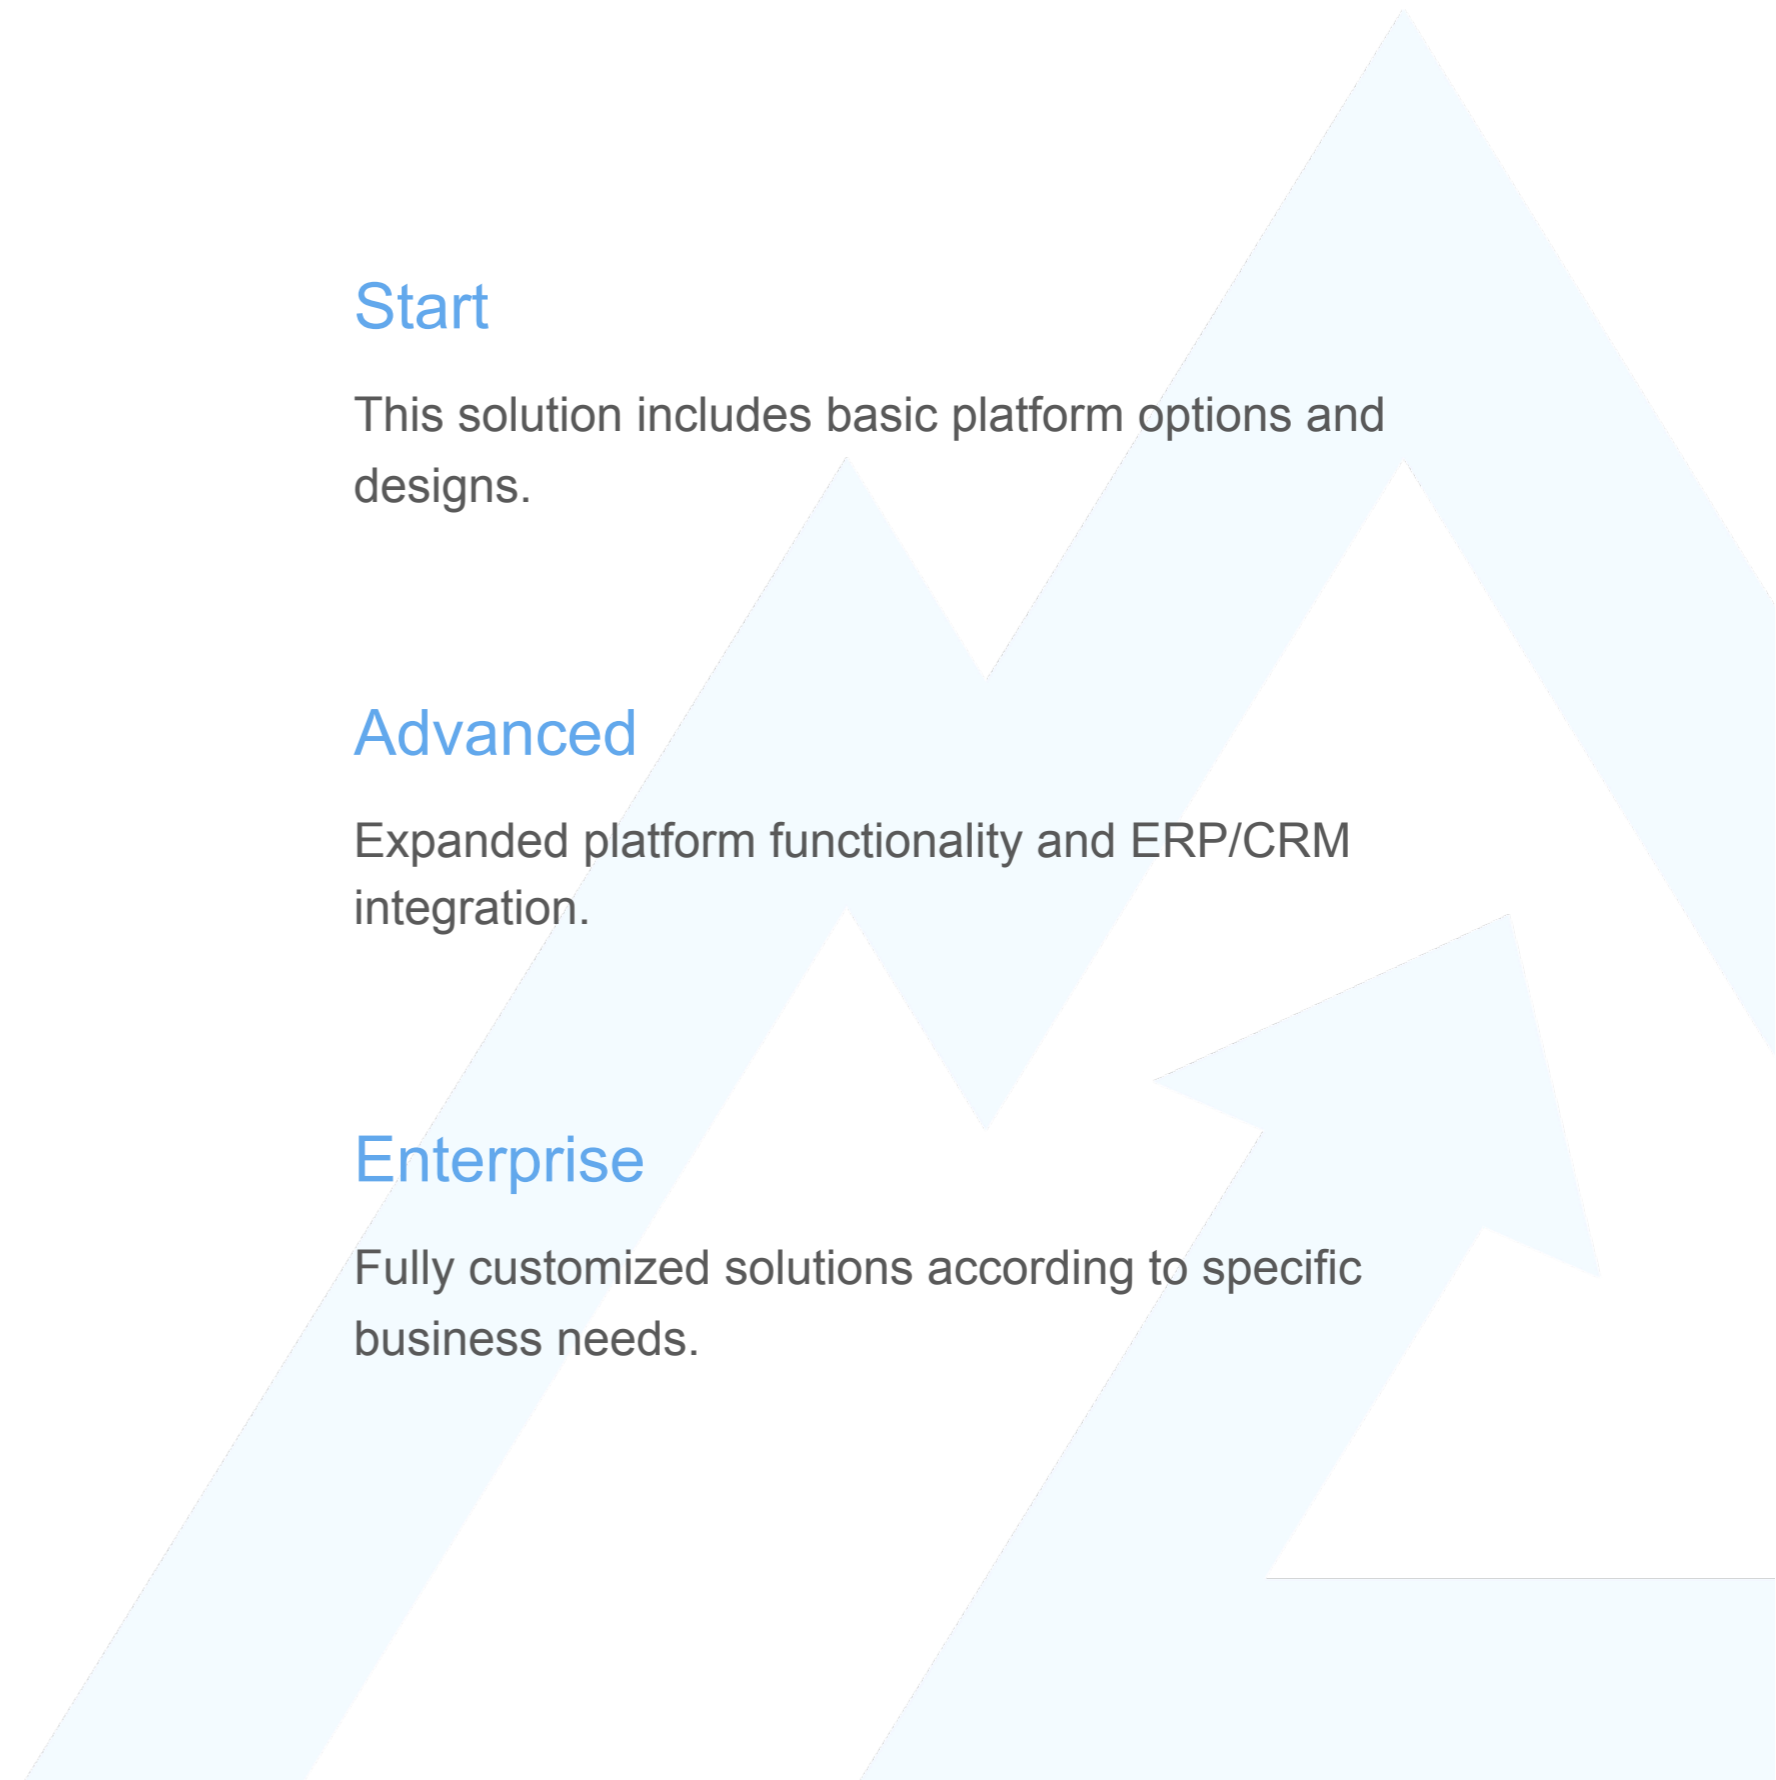 Start
This solution includes basic platform options and
designs.
Advanced
Expanded platform functionality and ERP/CRM
integration.
Enterprise
Fully customized solutions according to specific
business needs.